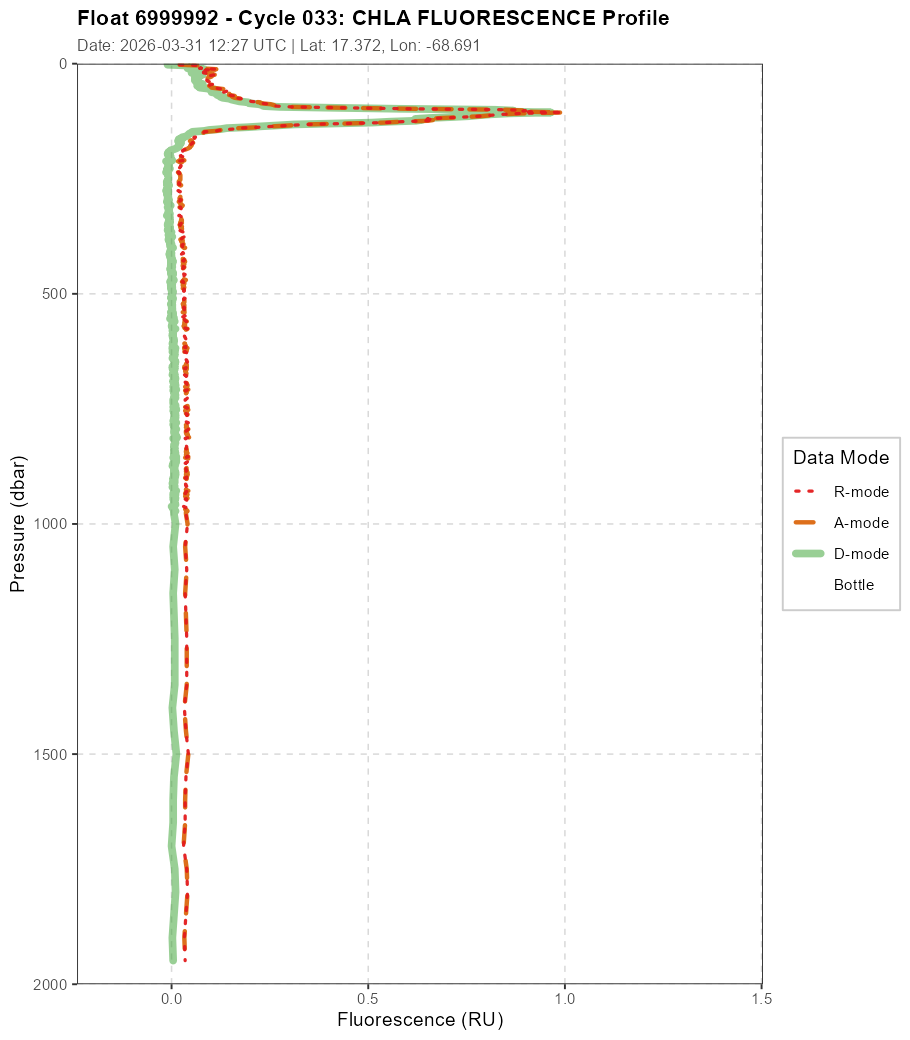 Float 6999992 - Cycle 033: CHLA FLUORESCENCE Profile
Date: 2026-03-31 12:27 UTC | Lat: 17.372, Lon: -68.691
0
500
1000
1500
2000
Pressure (dbar)
0.0 0.5 1.0 1.5
Fluorescence (RU)
Data Mode
R-mode
A-mode
D-mode
Bottle